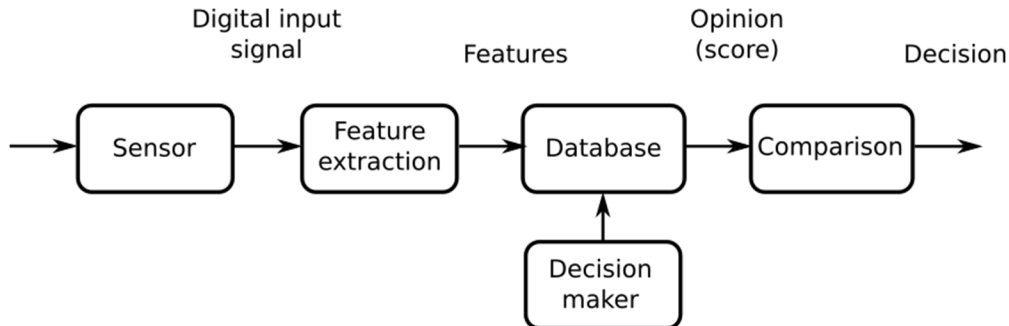 Digital input
signal
Features
Opinion
(score)
Decision
Sensor
Feature
extraction
Database
Comparison
Decision
maker